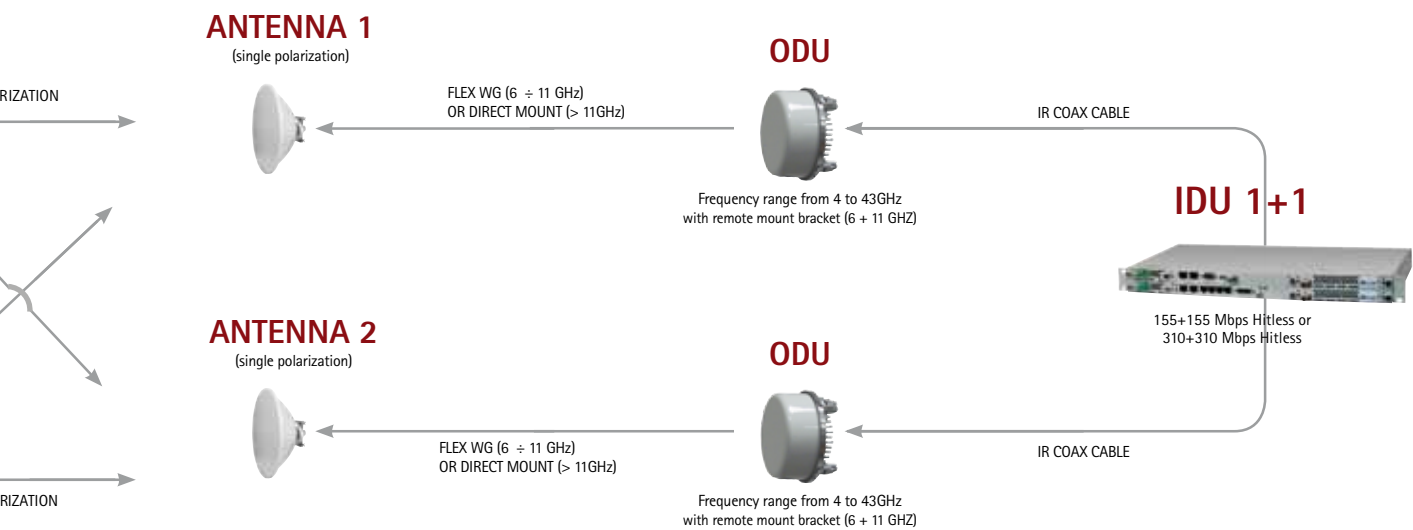 ANTENNA 1
(single polarization)
ODU
RIZATION
FLEX WG (6 ÷ 11 GHz)
OR DIRECT MOUNT (> 11GHz)
IR COAX CABLE
Frequency range from 4 to 43GHz
with remote mount bracket (6 + 11 GHZ)
IDU 1+1
155+155 Mbps Hitless or
310+310 Mbps Hitless
ANTENNA 2
(single polarization)
ODU
FLEX WG (6 ÷ 11 GHz)
OR DIRECT MOUNT (> 11GHz)
IR COAX CABLE
RIZATION
Frequency range from 4 to 43GHz
with remote mount bracket (6 + 11 GHZ)